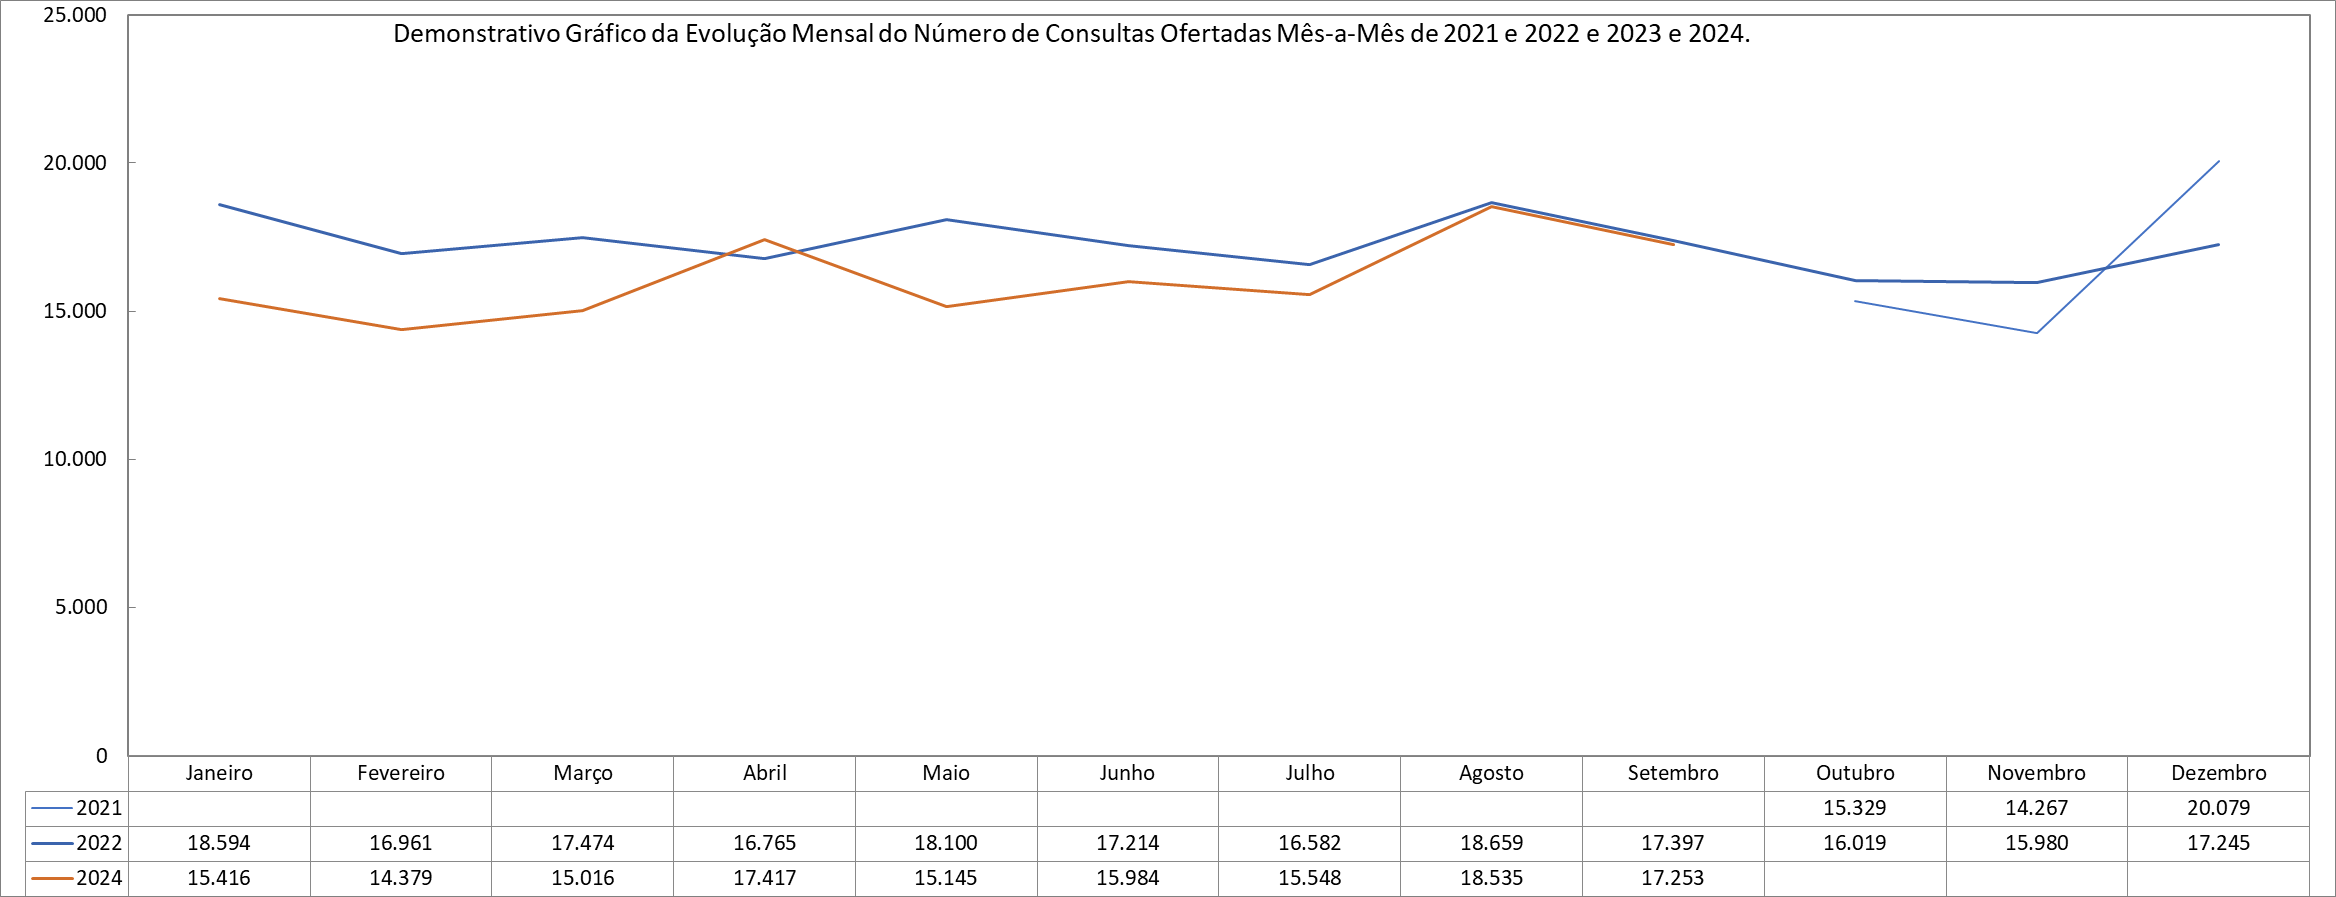 Demonstrativo Gráfico da Evolução Mensal do Número de Consultas Ofertadas Mês-a-Mês de 2021 e 2022 e 2023 e 2024.
25.000
20.000
15.000
10.000
5.000
0
Janeiro Fevereiro Março Abril Maio Junho Julho Agosto Setembro Outubro Novembro Dezembro
2021 15.329 14.267 20.079
2022 18.594 16.961 17.474 16.765 18.100 17.214 16.582 18.659 17.397 16.019 15.980 17.245
2024 15.416 14.379 15.016 17.417 15.145 15.984 15.548 18.535 17.253